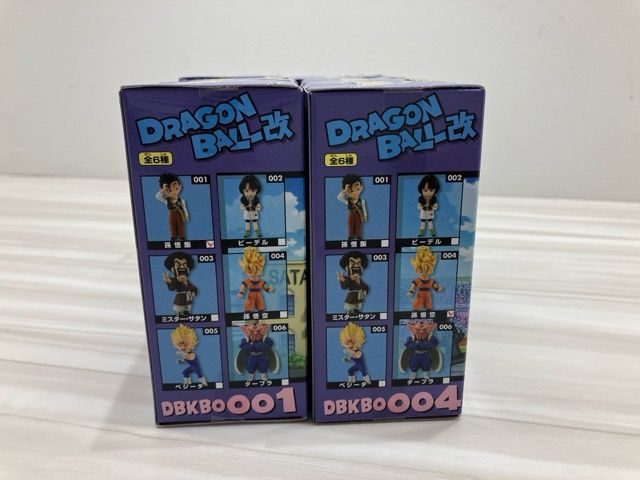 DRAGON
BALL改
全6種
001
孫悟飯
002
ビーデル
003
ミスター・サタン
004
孫悟空
005
ベジータ
006
ダーブラ
SATA
DBKB0001
DRAGON
BALL改
全6種
001
孫悟飯
002
ビーデル
003
ミスター・サタン
004
孫悟空
005
ベジータ
006
ダーブラ
DBKB0004